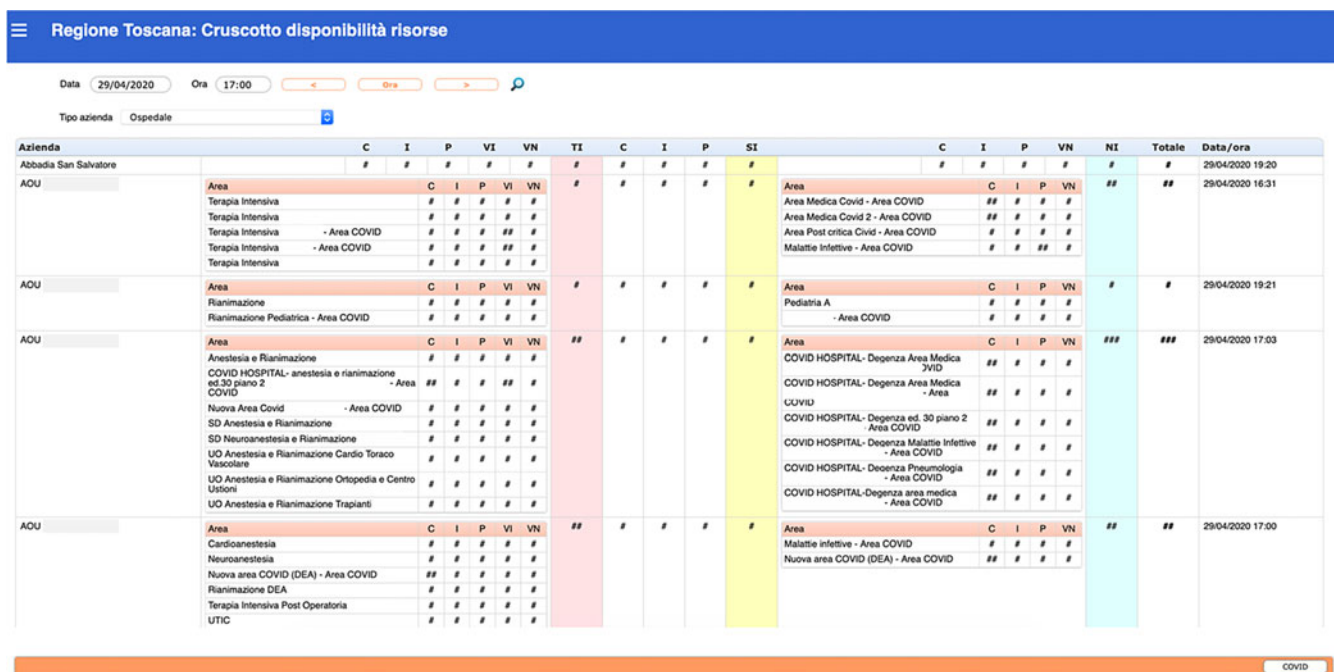 Regione Toscana: Cruscotto disponibilità risorse
Data 29/04/2020 Ora 17:00 < Ora >
Tipo azienda Ospedale
Azienda C I P VI VN TI C I P SI C I P VN NI Totale Data/ora
Abbadia San Salvatore # # # # # # # # # # # # # # # # 29/04/2020 19:20
AOU # # # # # ## ## 29/04/2020 16:31
Area C I P VI VN
Terapia Intensiva # # # # #
Terapia Intensiva # # # # #
Terapia Intensiva - Area COVID # # # ## #
Terapia Intensiva - Area COVID # # # ## #
Terapia Intensiva # # # # #
Area C I P VN
Area Medica Covid - Area COVID ## # # #
Area Medica Covid 2 - Area COVID ## # # #
Area Post critica Civid - Area COVID # # # #
Malattie Infettive - Area COVID # # ## #
AOU # # # # # # # 29/04/2020 19:21
Area C I P VI VN
Rianimazione # # # # #
Rianimazione Pediatrica - Area COVID # # # # #
Area C I P VN
Pediatria A # # # #
- Area COVID # # # #
AOU ## # # # # ### ### 29/04/2020 17:03
Area C I P VI VN
Anestesia e Rianimazione # # # # #
COVID HOSPITAL- anestesia e rianimazione
ed.30 piano 2 - Area ## # # ## #
COVID
Nuova Area Covid - Area COVID # # # # #
SD Anestesia e Rianimazione # # # # #
SD Neuroanestesia e Rianimazione # # # # #
UO Anestesia e Rianimazione Cardio Toraco
Vascolare # # # # #
UO Anestesia e Rianimazione Ortopedia e Centro
Ustioni # # # # #
UO Anestesia e Rianimazione Trapianti # # # # #
Area C I P VN
COVID HOSPITAL- Degenza Area Medica ## # # #
COVID HOSPITAL- Degenza Area Medica
- Area ## # # #
COVID
COVID HOSPITAL- Degenza ed. 30 piano 2
- Area COVID ## # # #
COVID HOSPITAL- Degenza Malattie Infettive
- Area COVID ## # # #
COVID HOSPITAL- Degenza Pneumologia
- Area COVID ## # # #
COVID HOSPITAL-Degenza area medica
- Area COVID ## # # #
AOU ## # # # # ## ## 29/04/2020 17:00
Area C I P VI VN
Cardioanestesia # # # # #
Neuroanestesia # # # # #
Nuova area COVID (DEA) - Area COVID ## # # # #
Rianimazione DEA # # # # #
Terapia Intensiva Post Operatoria # # # # #
UTIC # # # # #
Area C I P VN
Malattie infettive - Area COVID # # # #
Nuova area COVID (DEA) - Area COVID ## # # #
COVID